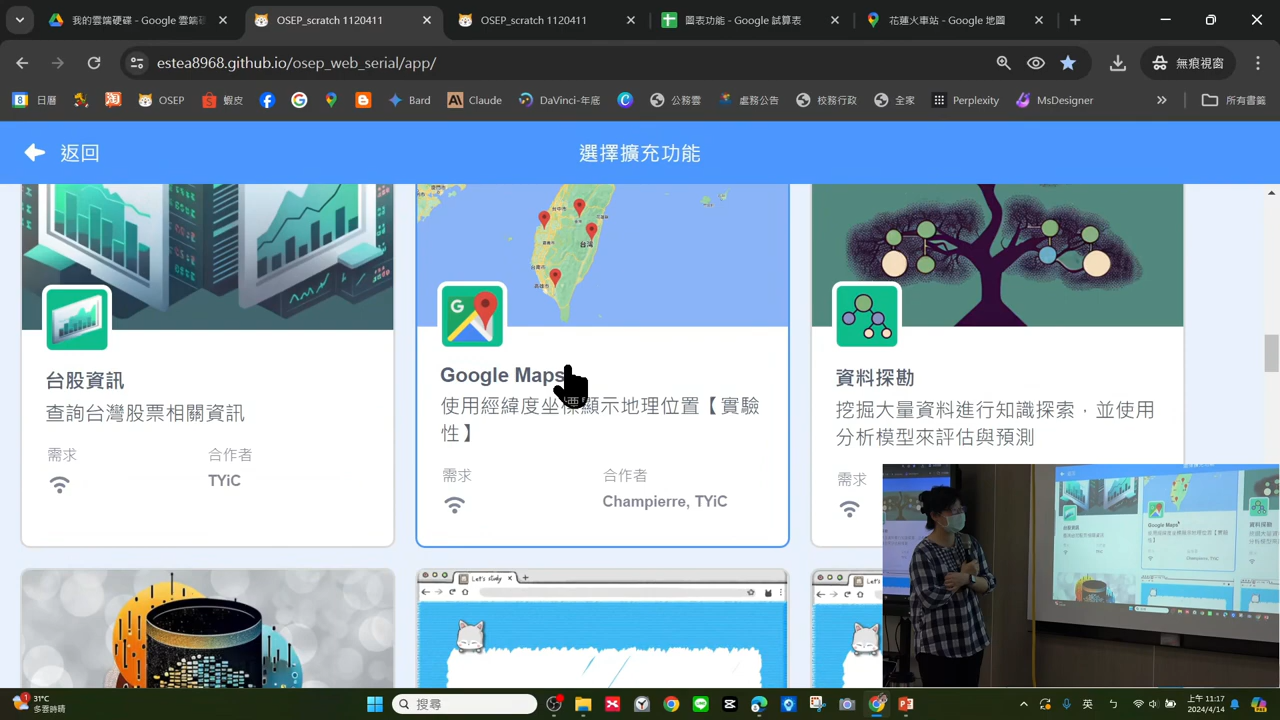 我的雲端硬碟 - Google 雲端硬
OSEP_scratch 1120411
OSEP_scratch 1120411
圖表功能 - Google 試算表
花蓮火車站 - Google 地圖
estea8968.github.io/osep_web_serial/app/
無痕視窗
日曆
OSEP
蝦皮
Bard
Claude
DaVinci-年底
公務雲
處務公告
校務行政
全家
Perplexity
MsDesigner
所有書籤
返回
選擇擴充功能
台股資訊
查詢台灣股票相關資訊
需求
合作者
TYiC
Google Maps
使用經緯度坐標顯示地理位置【實驗
性】
需求
合作者
Champierre, TYiC
資料探勘
挖掘大量資料進行知識探索，並使用
分析模型來評估與預測
需求
Let's study
31°C
多雲時晴
搜尋
英
上午 11:17
2024/4/14